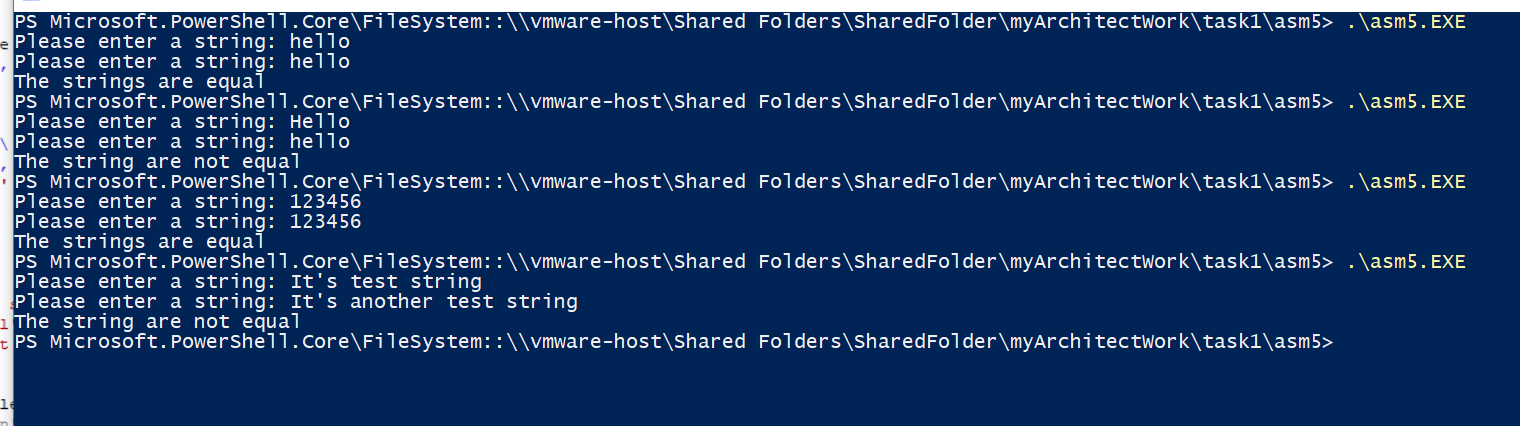 PS Microsoft.PowerShell.Core\FileSystem::\\vmware-host\Shared Folders\SharedFolder\myArchitectWork\task1\asm5> .\asm5.EXE
Please enter a string: hello
Please enter a string: hello
The strings are equal
PS Microsoft.PowerShell.Core\FileSystem::\\vmware-host\Shared Folders\SharedFolder\myArchitectWork\task1\asm5> .\asm5.EXE
Please enter a string: Hello
Please enter a string: hello
The string are not equal
PS Microsoft.PowerShell.Core\FileSystem::\\vmware-host\Shared Folders\SharedFolder\myArchitectWork\task1\asm5> .\asm5.EXE
Please enter a string: 123456
Please enter a string: 123456
The strings are equal
PS Microsoft.PowerShell.Core\FileSystem::\\vmware-host\Shared Folders\SharedFolder\myArchitectWork\task1\asm5> .\asm5.EXE
Please enter a string: It's test string
Please enter a string: It's another test string
The string are not equal
PS Microsoft.PowerShell.Core\FileSystem::\\vmware-host\Shared Folders\SharedFolder\myArchitectWork\task1\asm5>